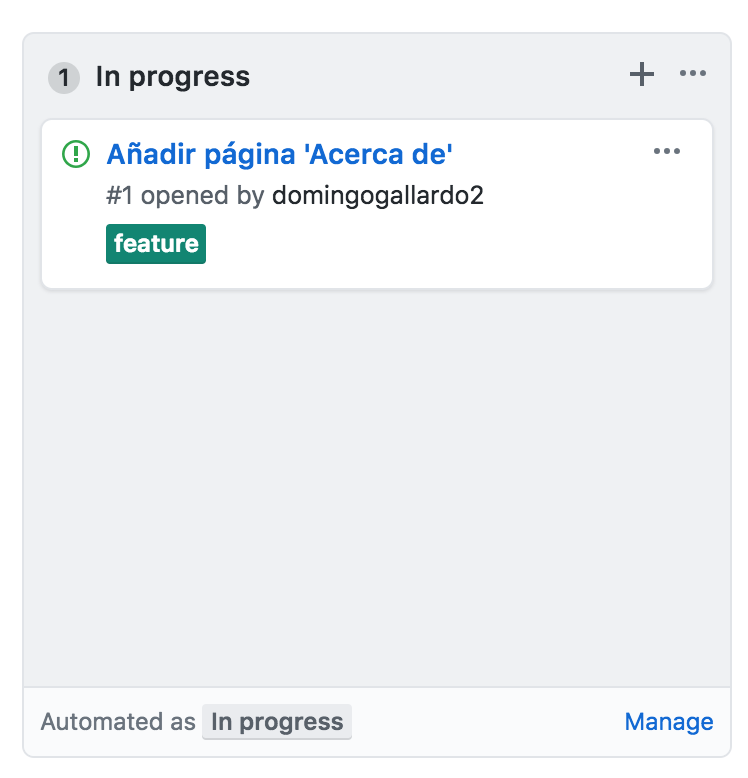 1 In progress
Añadir página 'Acerca de'
#1 opened by domingogallardo2
feature
Automated as In progress Manage